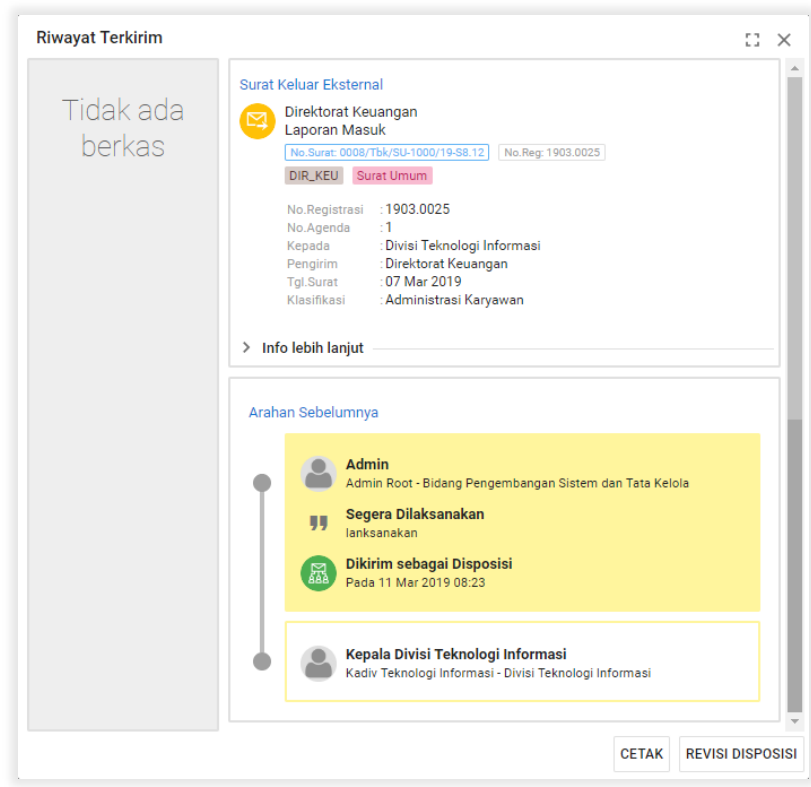 Riwayat Terkirim
Tidak ada
berkas
Surat Keluar Eksternal
Direktorat Keuangan
Laporan Masuk
No.Surat: 0008/Tbk/SU-1000/19-S8.12 No.Reg: 1903.0025
DIR_KEU Surat Umum
No.Registrasi : 1903.0025
No.Agenda : 1
Kepada : Divisi Teknologi Informasi
Pengirim : Direktorat Keuangan
Tgl.Surat : 07 Mar 2019
Klasifikasi : Administrasi Karyawan
Info lebih lanjut
Arahan Sebelumnya
Admin
Admin Root - Bidang Pengembangan Sistem dan Tata Kelola
Segera Dilaksanakan
lanksanakan
Dikirim sebagai Disposisi
Pada 11 Mar 2019 08:23
Kepala Divisi Teknologi Informasi
Kadiv Teknologi Informasi - Divisi Teknologi Informasi
CETAK REVISI DISPOSISI